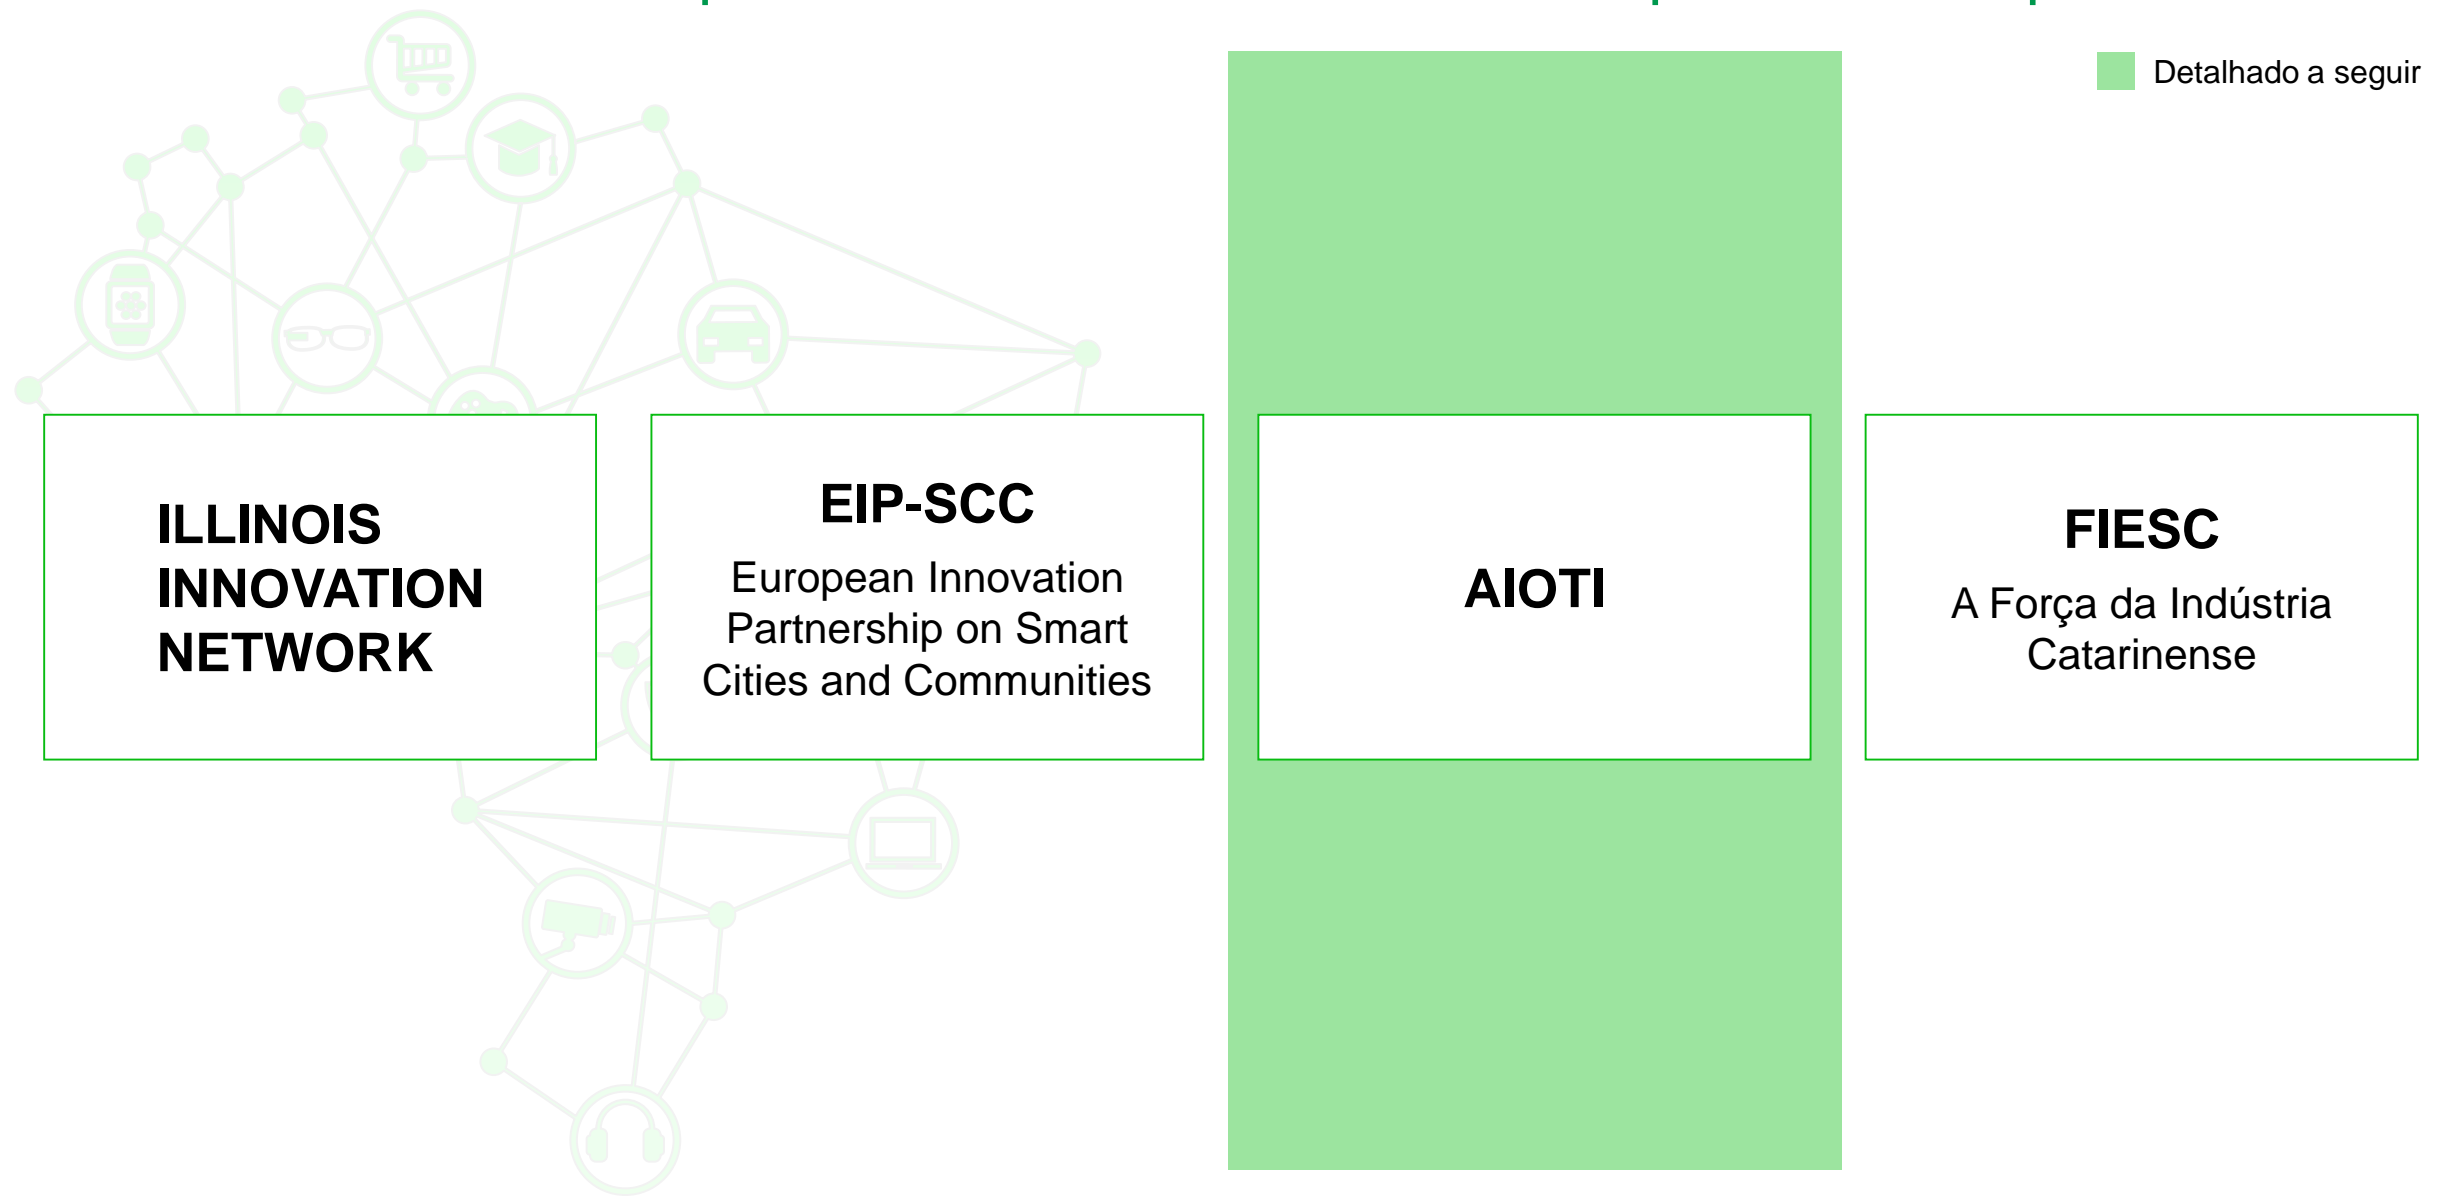 Detalhado a seguir
ILLINOIS
INNOVATION
NETWORK
EIP-SCC
European Innovation
Partnership on Smart
Cities and Communities
AIOTI
FIESC
A Força da Indústria
Catarinense